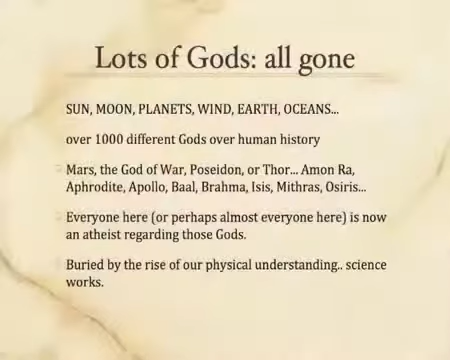 Lots of Gods: all gone
SUN, MOON, PLANETS, WIND, EARTH, OCEANS...
over 1000 different Gods over human history
Mars, the God of War, Poseidon, or Thor... Amon Ra,
Aphrodite, Apollo, Baal, Brahma, Isis, Mithras, Osiris...
Everyone here (or perhaps almost everyone here) is now
an atheist regarding those Gods.
Buried by the rise of our physical understanding.. science
works.